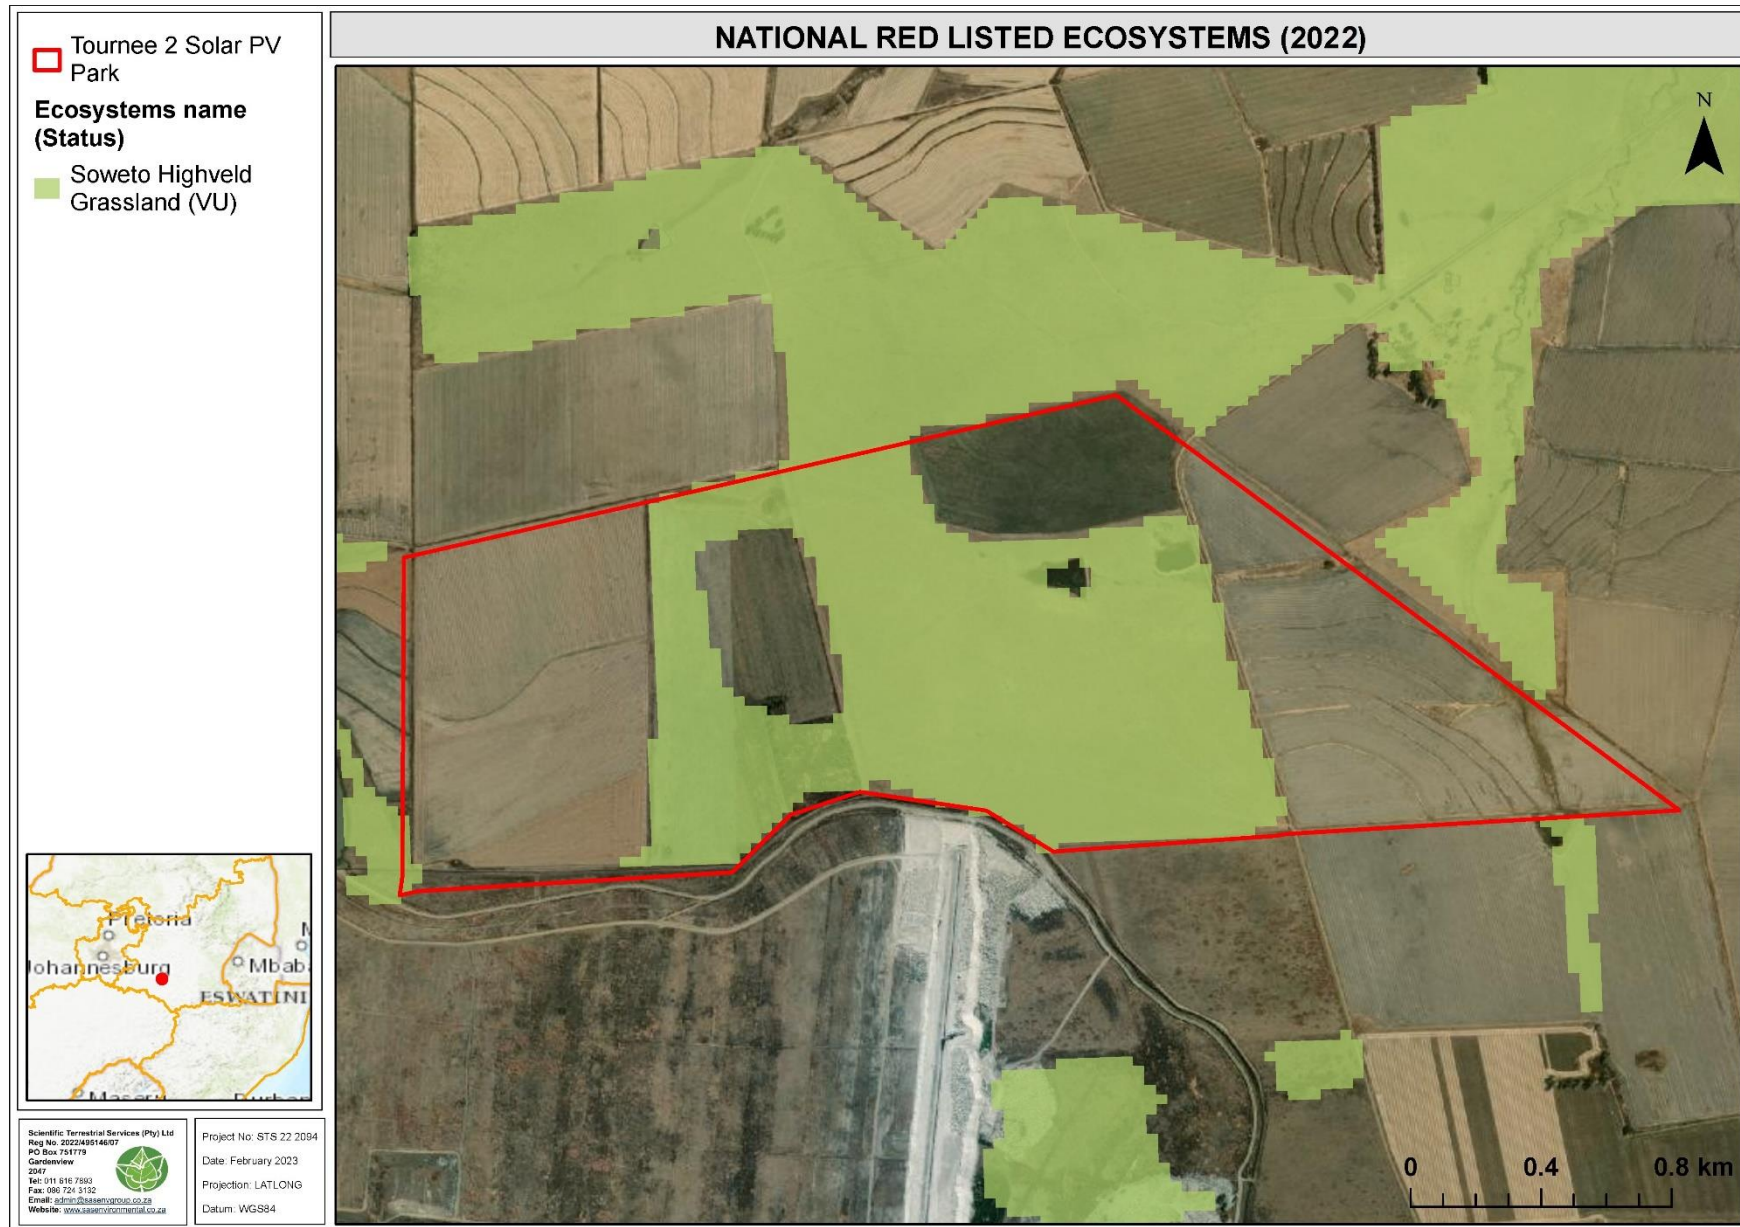 Tournee 2 Solar PV
Park
Ecosystems name
(Status)
Soweto Highveld
Grassland (VU)
NATIONAL RED LISTED ECOSYSTEMS (2022)
N
Pretoria
Johannesburg
Mbab
ESWATINI
M
Maseru
Durban
Scientific Terrestrial Services (Pty) Ltd
Reg No. 2022/495146/07
PO Box 751779
Gardenview
2047
Tel: 011 616 7893
Fax: 086 724 3132
Email: admin@sasenvgroup.co.za
Website: www.sasenvironmental.co.za
Project No: STS 22 2094
Date: February 2023
Projection: LATLONG
Datum: WGS84
0 0.4 0.8 km